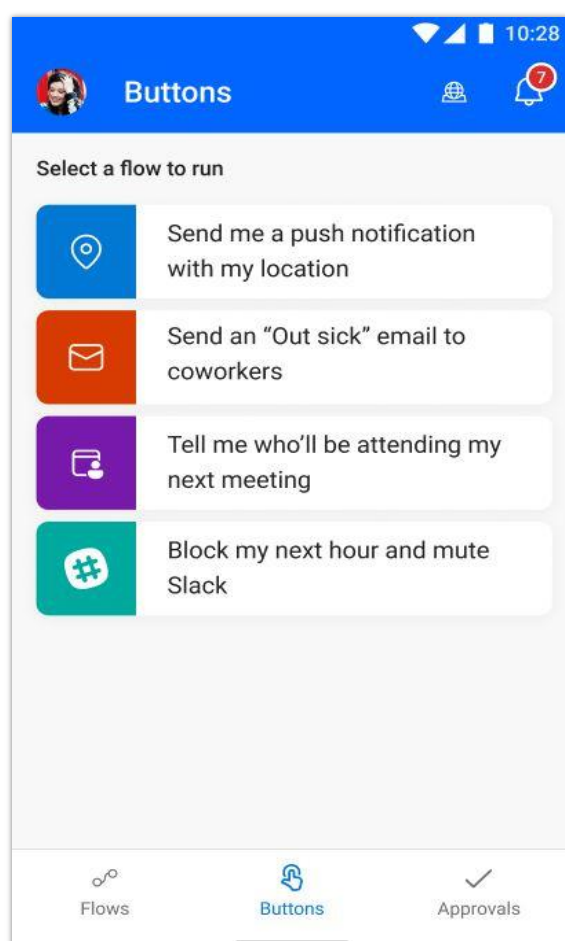 10:28
Buttons
7
Select a flow to run
Send me a push notification
with my location
Send an “Out sick” email to
coworkers
Tell me who’ll be attending my
next meeting
Block my next hour and mute
Slack
Flows
Buttons
Approvals